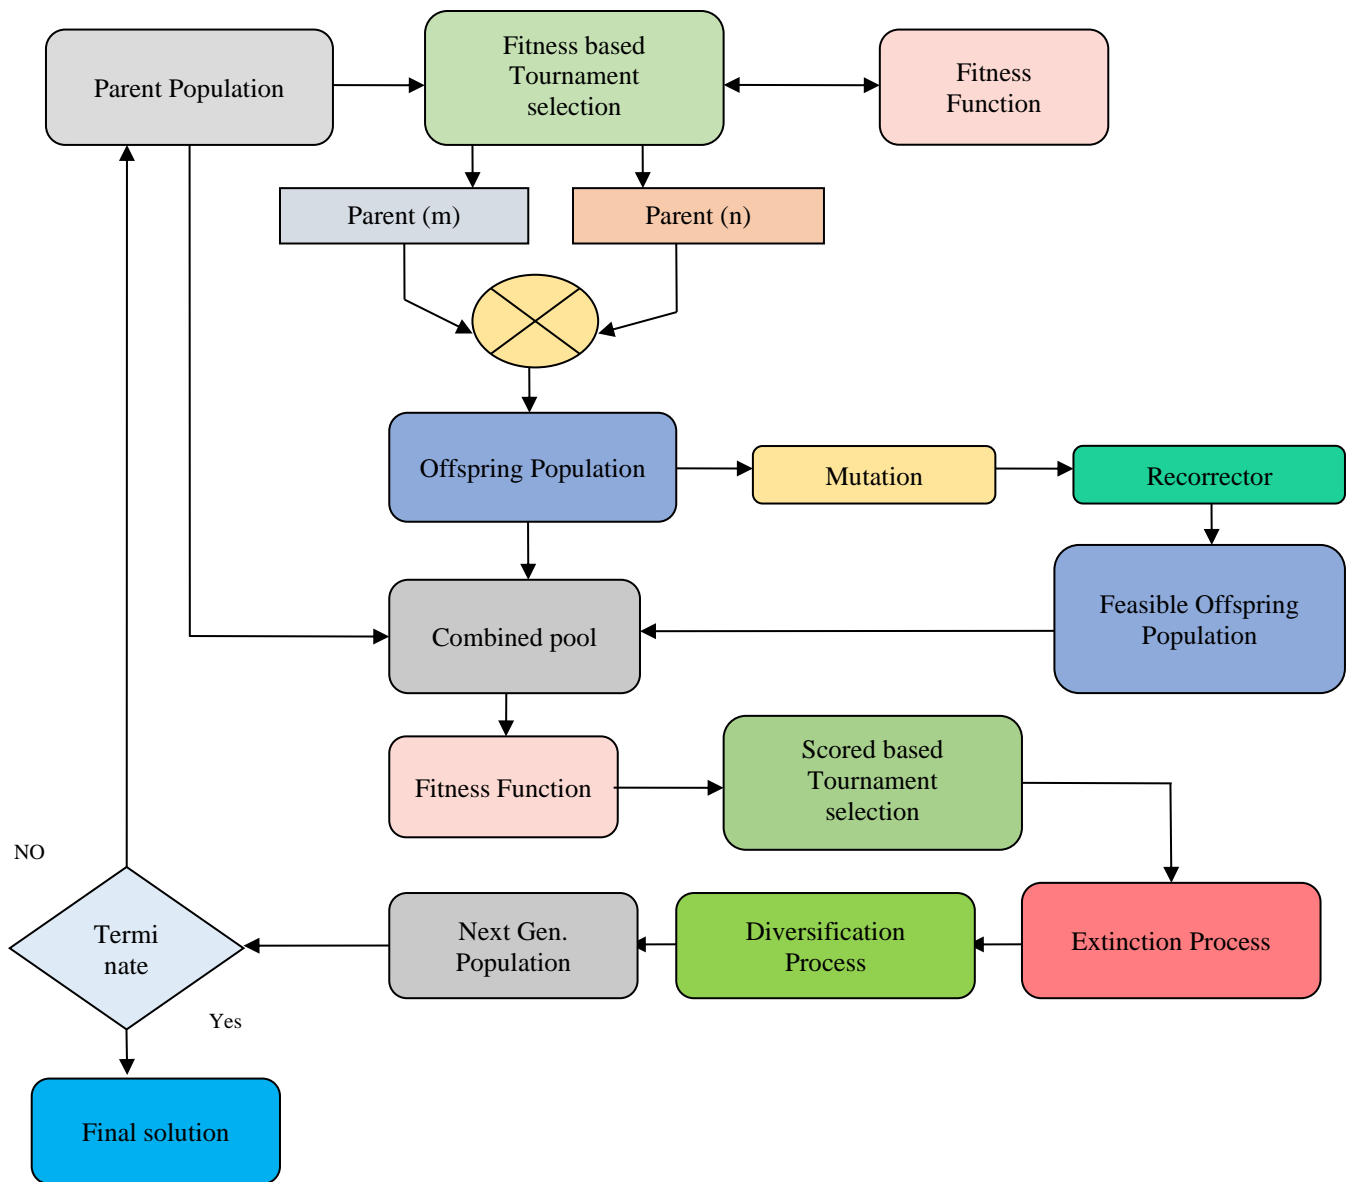 Parent Population
Fitness based
Tournament
selection
Fitness
Function
Parent (m)
Parent (n)
Offspring Population
Mutation
Recorrector
Feasible Offspring
Population
Combined pool
Fitness Function
Scored based
Tournament
selection
NO
Termi
nate
Next Gen.
Population
Diversification
Process
Extinction Process
Yes
Final solution